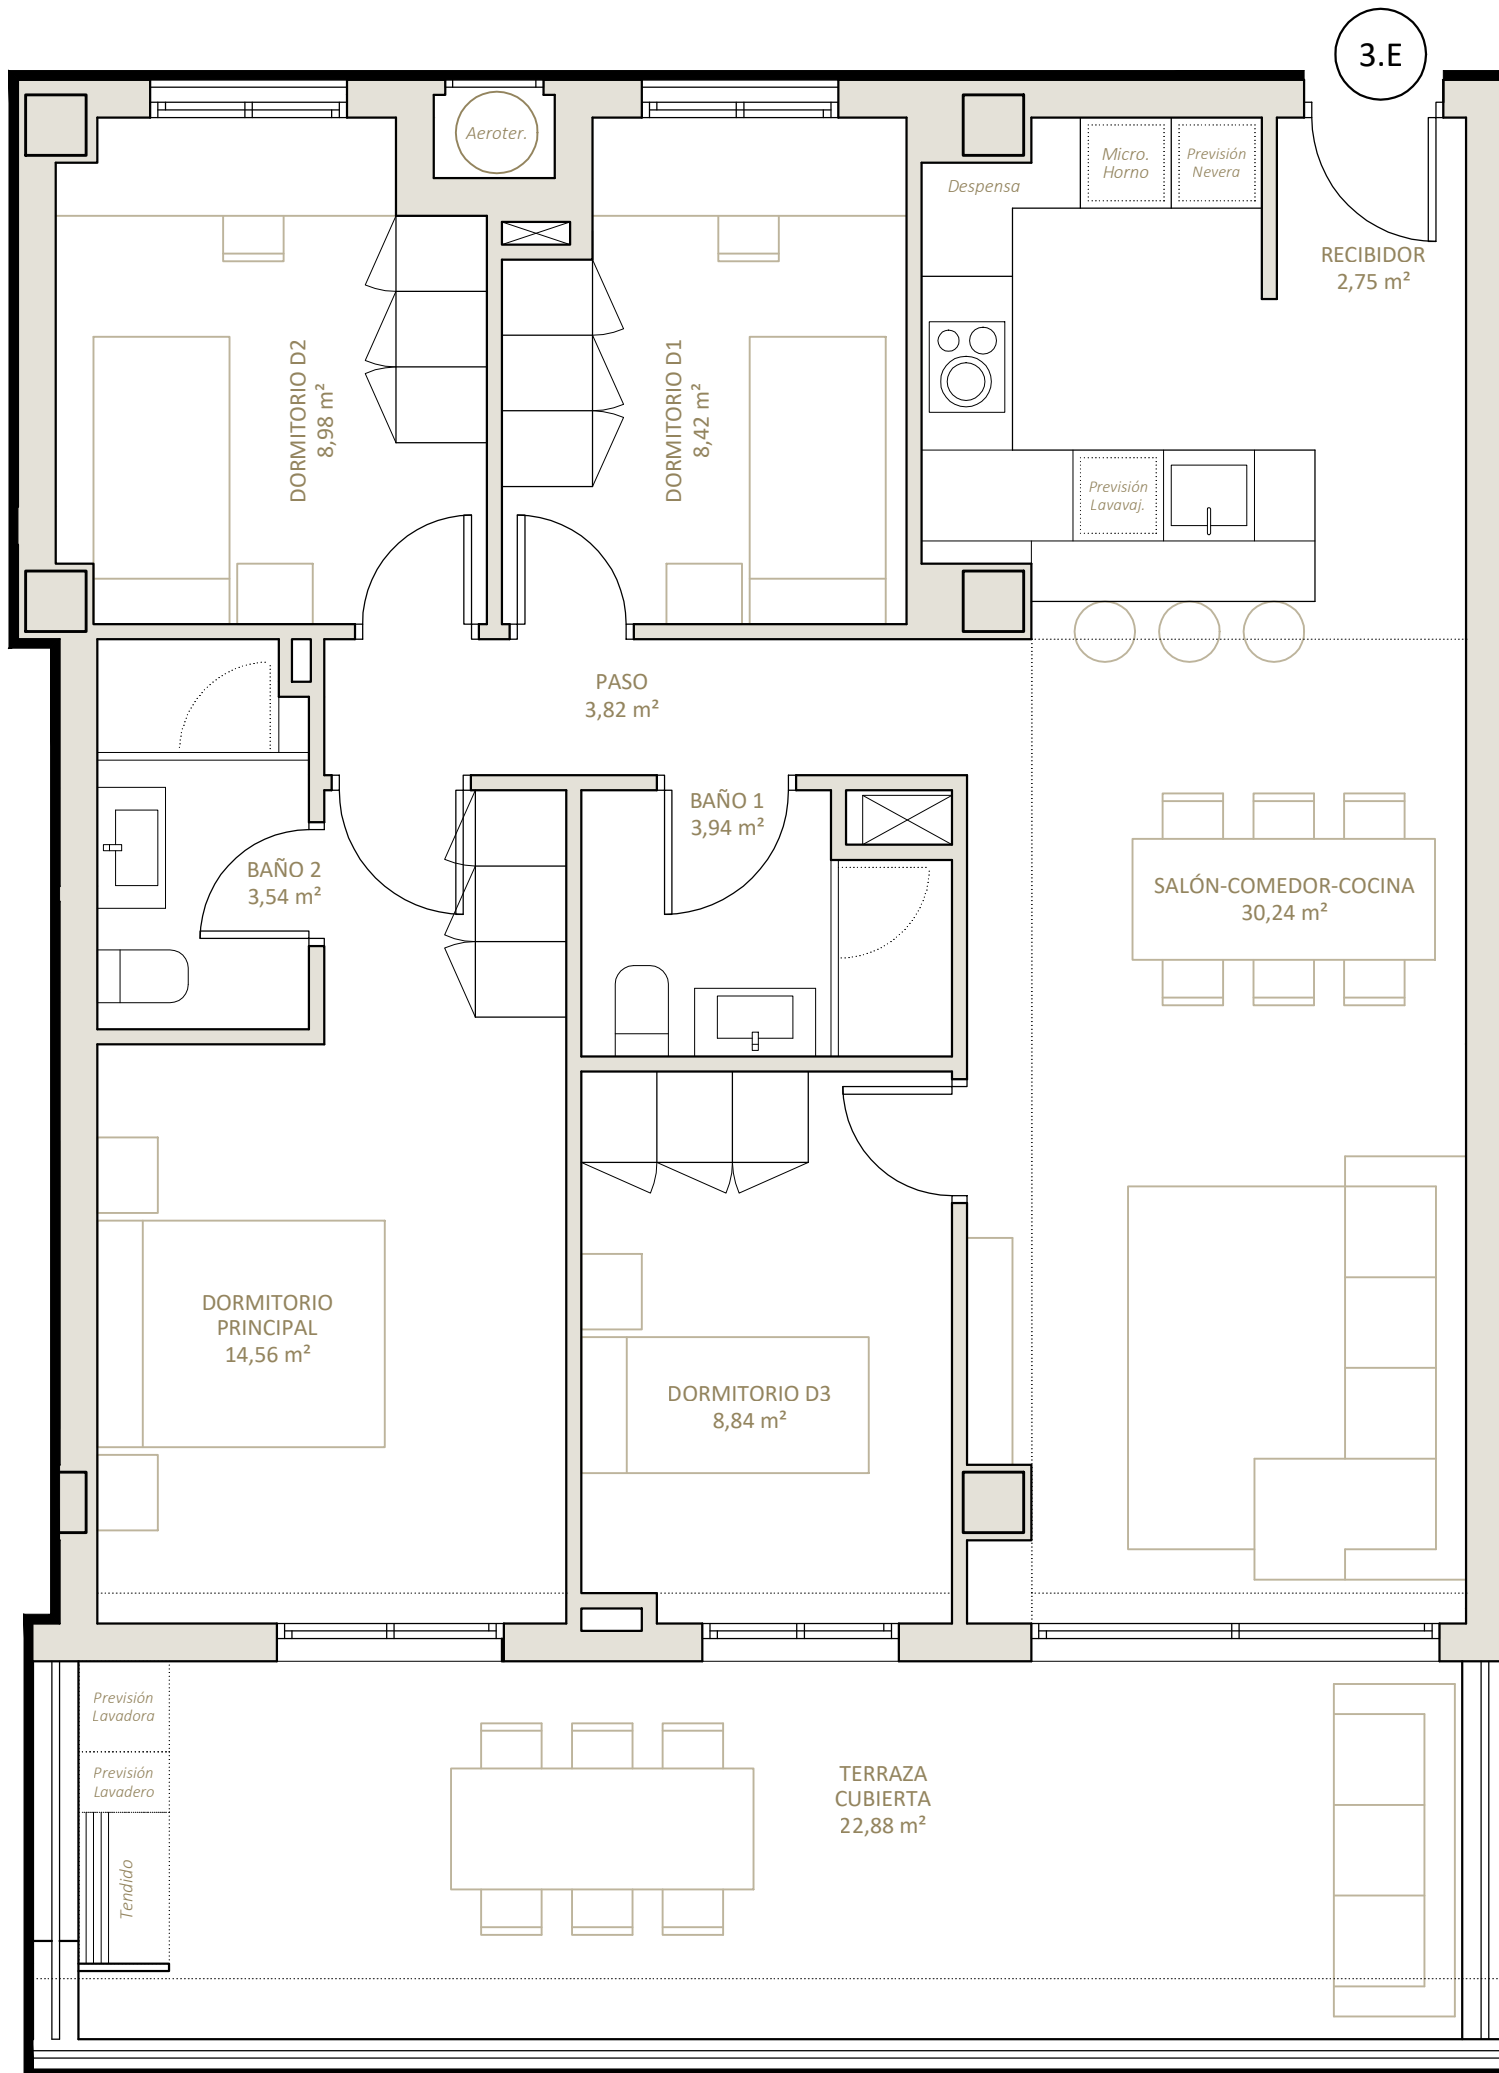 3.E
Aeroter.
Despensa
Micro.
Horno
Previsión
Nevera
RECIBIDOR
2,75 m²
DORMITORIO D2
8,98 m²
DORMITORIO D1
8,42 m²
Previsión
Lavavaj.
PASO
3,82 m²
BAÑO 1
3,94 m²
BAÑO 2
3,54 m²
SALÓN-COMEDOR-COCINA
30,24 m²
DORMITORIO
PRINCIPAL
14,56 m²
DORMITORIO D3
8,84 m²
Previsión
Lavadora
Previsión
Lavadero
Tendido
TERRAZA
CUBIERTA
22,88 m²